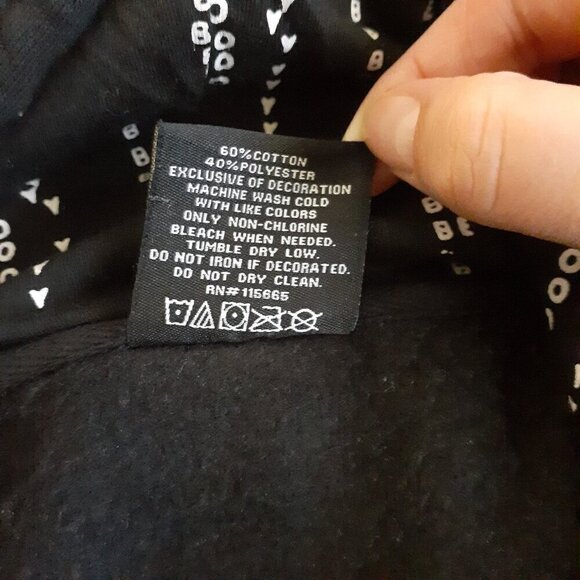 60%COTTON
40%POLYESTER
EXCLUSIVE OF DECORATION
MACHINE WASH COLD
WITH LIKE COLORS
ONLY NON-CHLORINE
BLEACH WHEN NEEDED.
TUMBLE DRY LOW.
DO NOT IRON IF DECORATED.
DO NOT DRY CLEAN.
RN# 115665